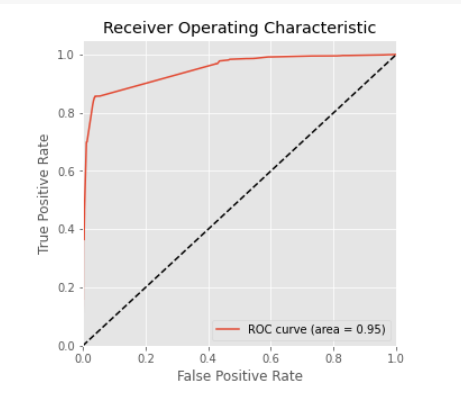 Receiver Operating Characteristic
1.0
0.8
0.6
0.4
0.2
0.0
True Positive Rate
0.0 0.2 0.4 0.6 0.8 1.0
False Positive Rate
ROC curve (area = 0.95)